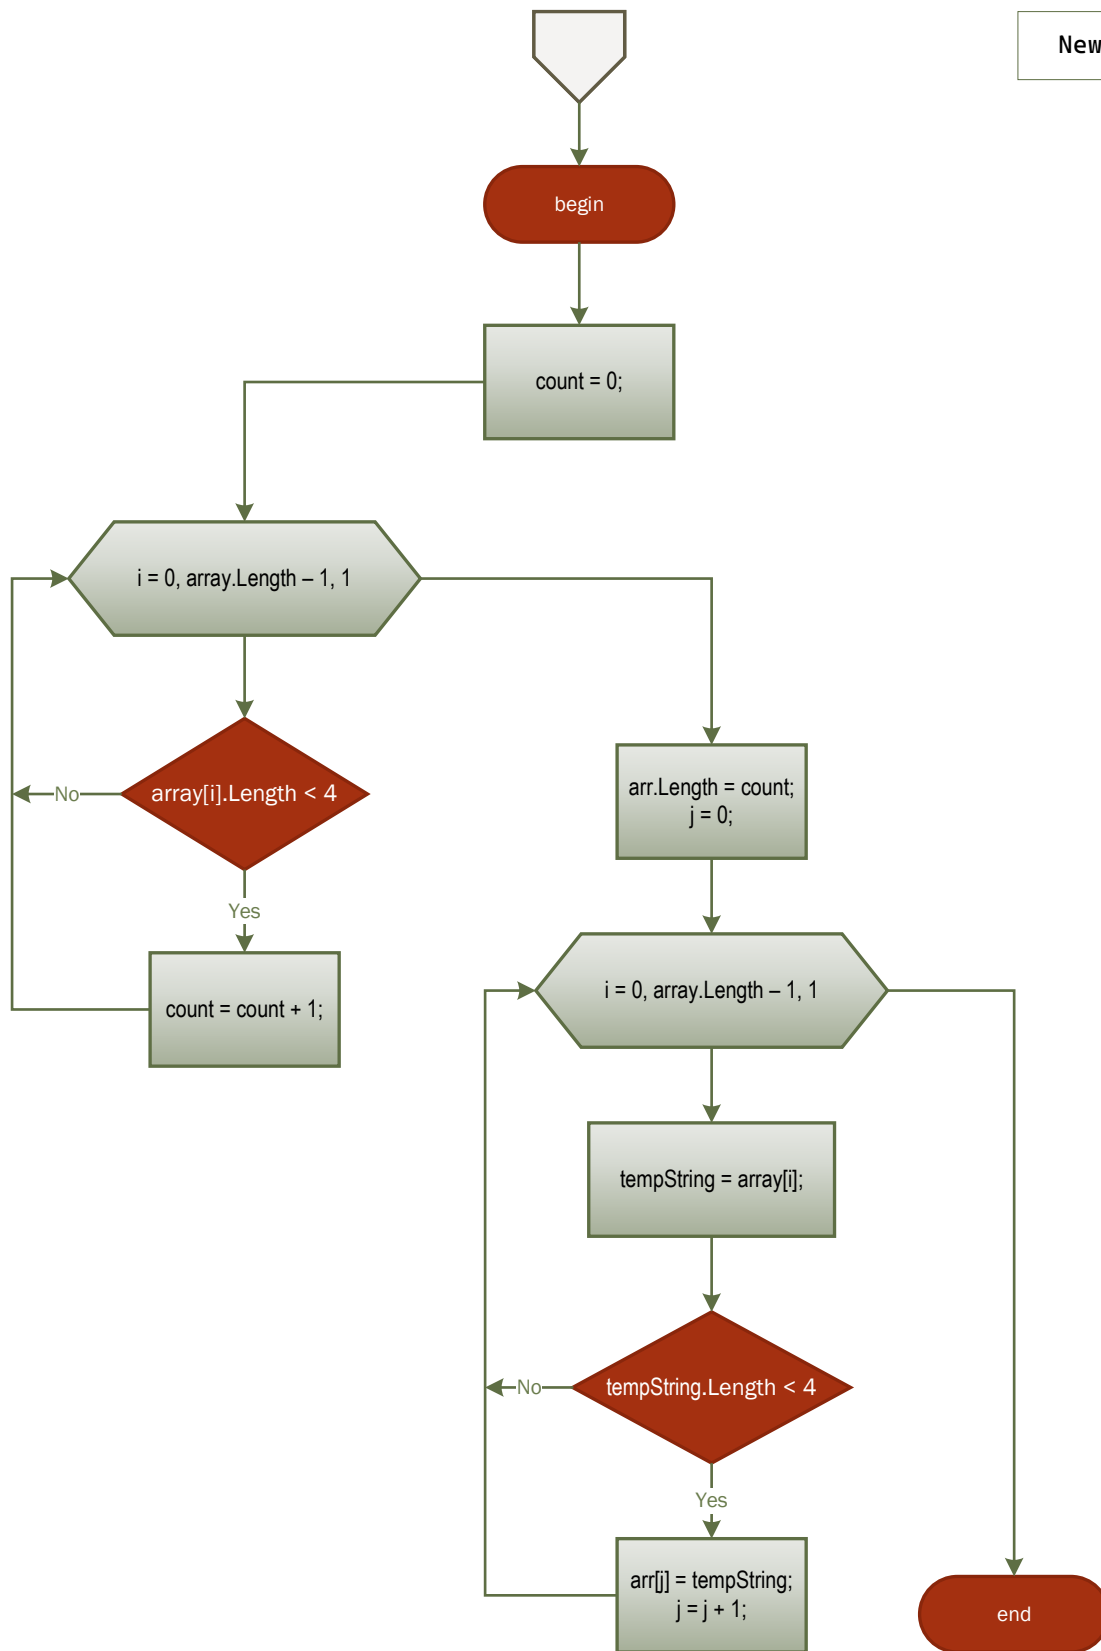 New
begin
count = 0;
i = 0, array.Length – 1, 1
array[i].Length < 4
No
Yes
count = count + 1;
arr.Length = count;
j = 0;
i = 0, array.Length – 1, 1
tempString = array[i];
tempString.Length < 4
No
Yes
arr[j] = tempString;
j = j + 1;
end